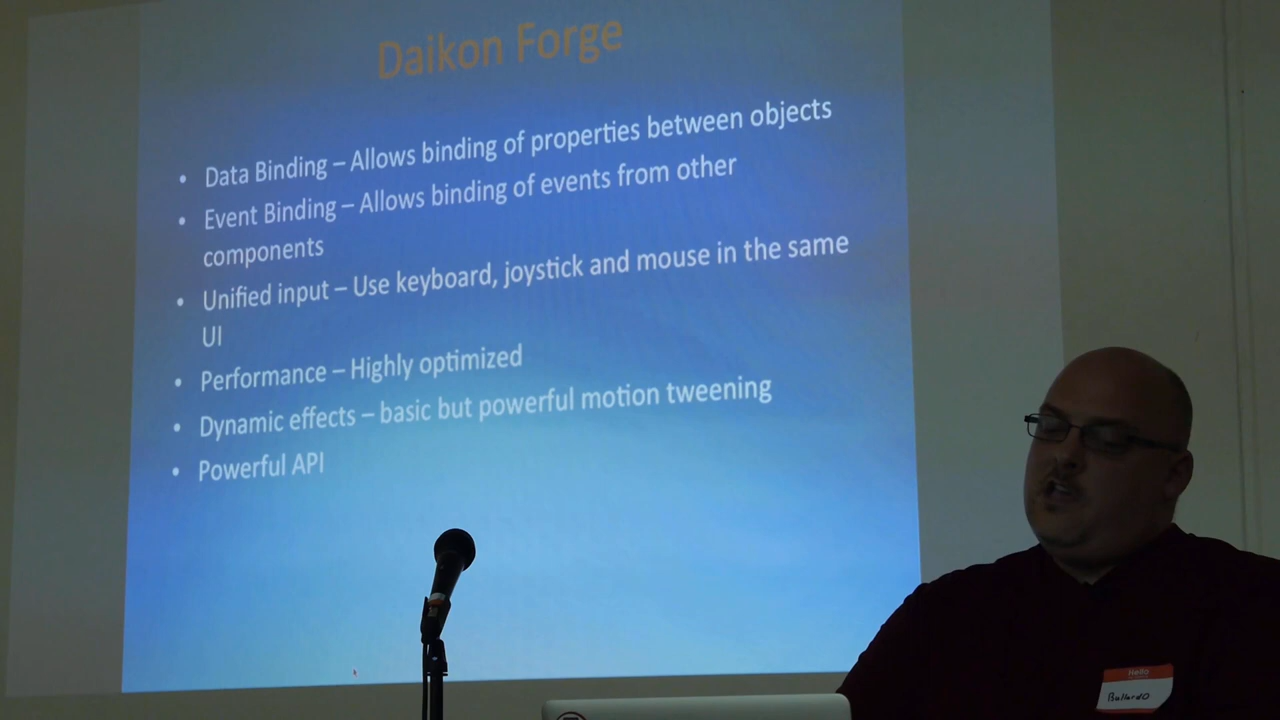 Daikon Forge
• Data Binding – Allows binding of properties between objects
• Event Binding – Allows binding of events from other
components
• Unified input – Use keyboard, joystick and mouse in the same
UI
• Performance – Highly optimized
• Dynamic effects – basic but powerful motion tweening
• Powerful API
Hello